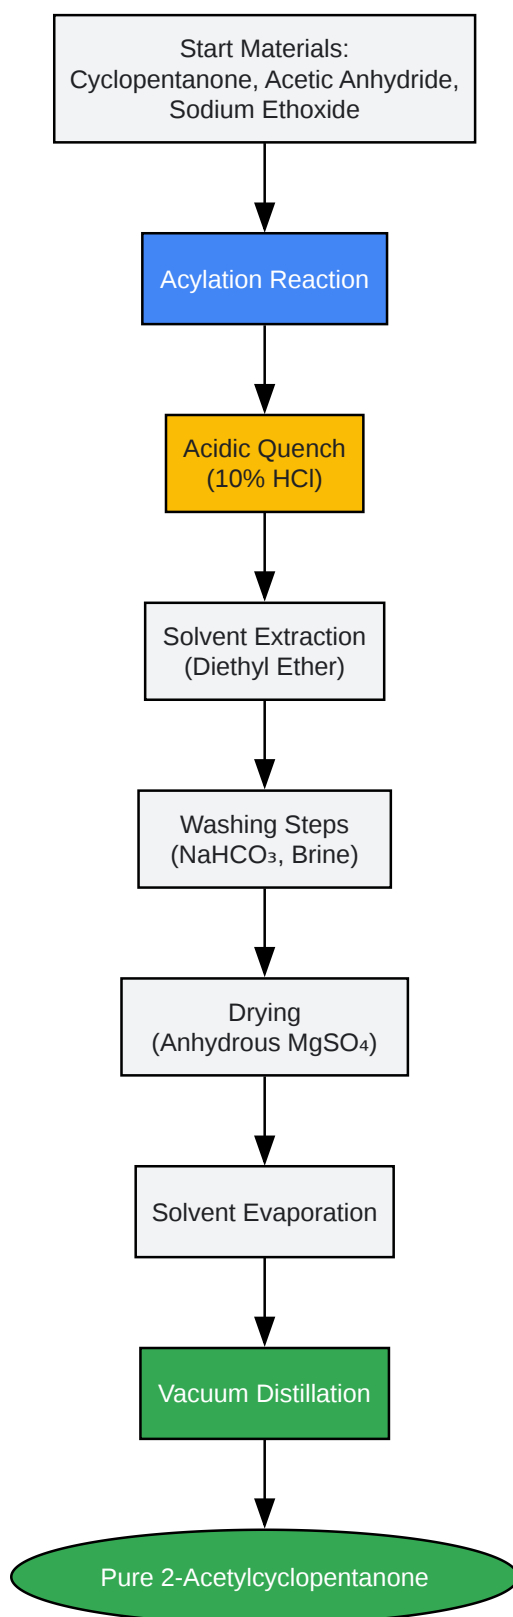 Start Materials:
Cyclopentanone, Acetic Anhydride,
Sodium Ethoxide
Acylation Reaction
Acidic Quench
(10% HCl)
Solvent Extraction
(Diethyl Ether)
Washing Steps
(NaHCO₃, Brine)
Drying
(Anhydrous MgSO₄)
Solvent Evaporation
Vacuum Distillation
Pure 2-Acetylcyclopentanone